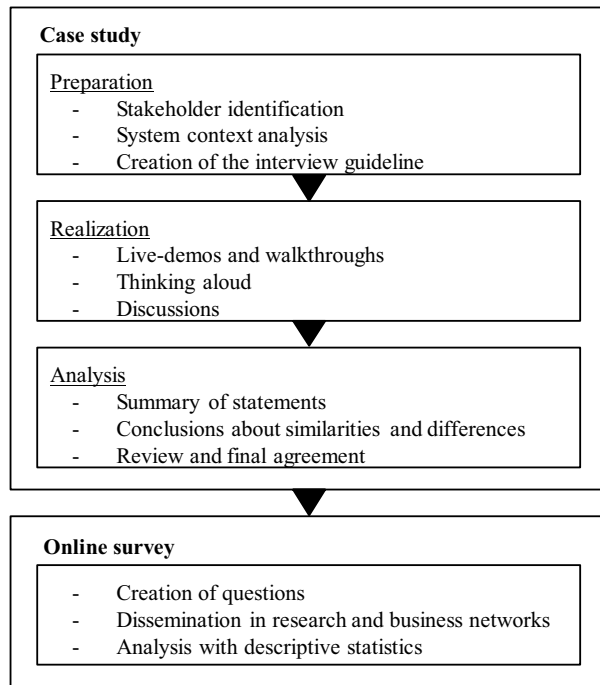 Case study
Preparation
- Stakeholder identification
- System context analysis
- Creation of the interview guideline
Realization
- Live-demos and walkthroughs
- Thinking aloud
- Discussions
Analysis
- Summary of statements
- Conclusions about similarities and differences
- Review and final agreement
Online survey
- Creation of questions
- Dissemination in research and business networks
- Analysis with descriptive statistics